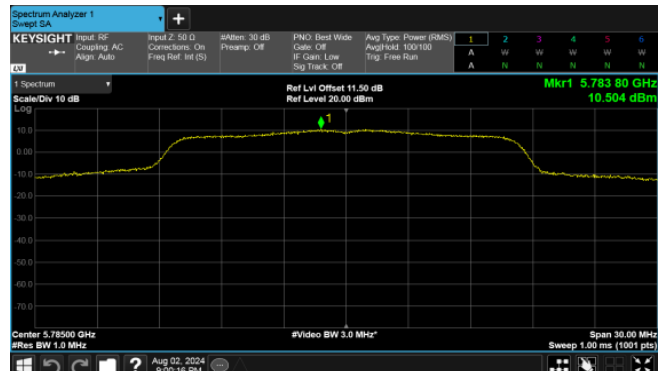 Spectrum Analyzer 1
Swept SA
+
KEYSIGHT Input: RF Input Z: 50 Ω #Atten: 30 dB PNO: Best Wide Avg Type: Power (RMS) 1 2 3 4 5 6
Coupling: AC Corrections: On Preamp: Off Gate: Off Avg|Hold: 100/100 A W W W W W
Align: Auto Freq Ref: Int (S) IF Gain: Low Trig: Free Run A N N N N N
LXI Sig Track: Off
1 Spectrum Ref Lvl Offset 11.50 dB Mkr1 5.783 80 GHz
Scale/Div 10 dB Ref Level 20.00 dBm 10.504 dBm
Log
1
10.0
0.00
-10.0
-20.0
-30.0
-40.0
-50.0
-60.0
-70.0
Center 5.78500 GHz #Video BW 3.0 MHz* Span 30.00 MHz
#Res BW 1.0 MHz Sweep 1.00 ms (1001 pts)
? Aug 02, 2024
9:00:16 PM